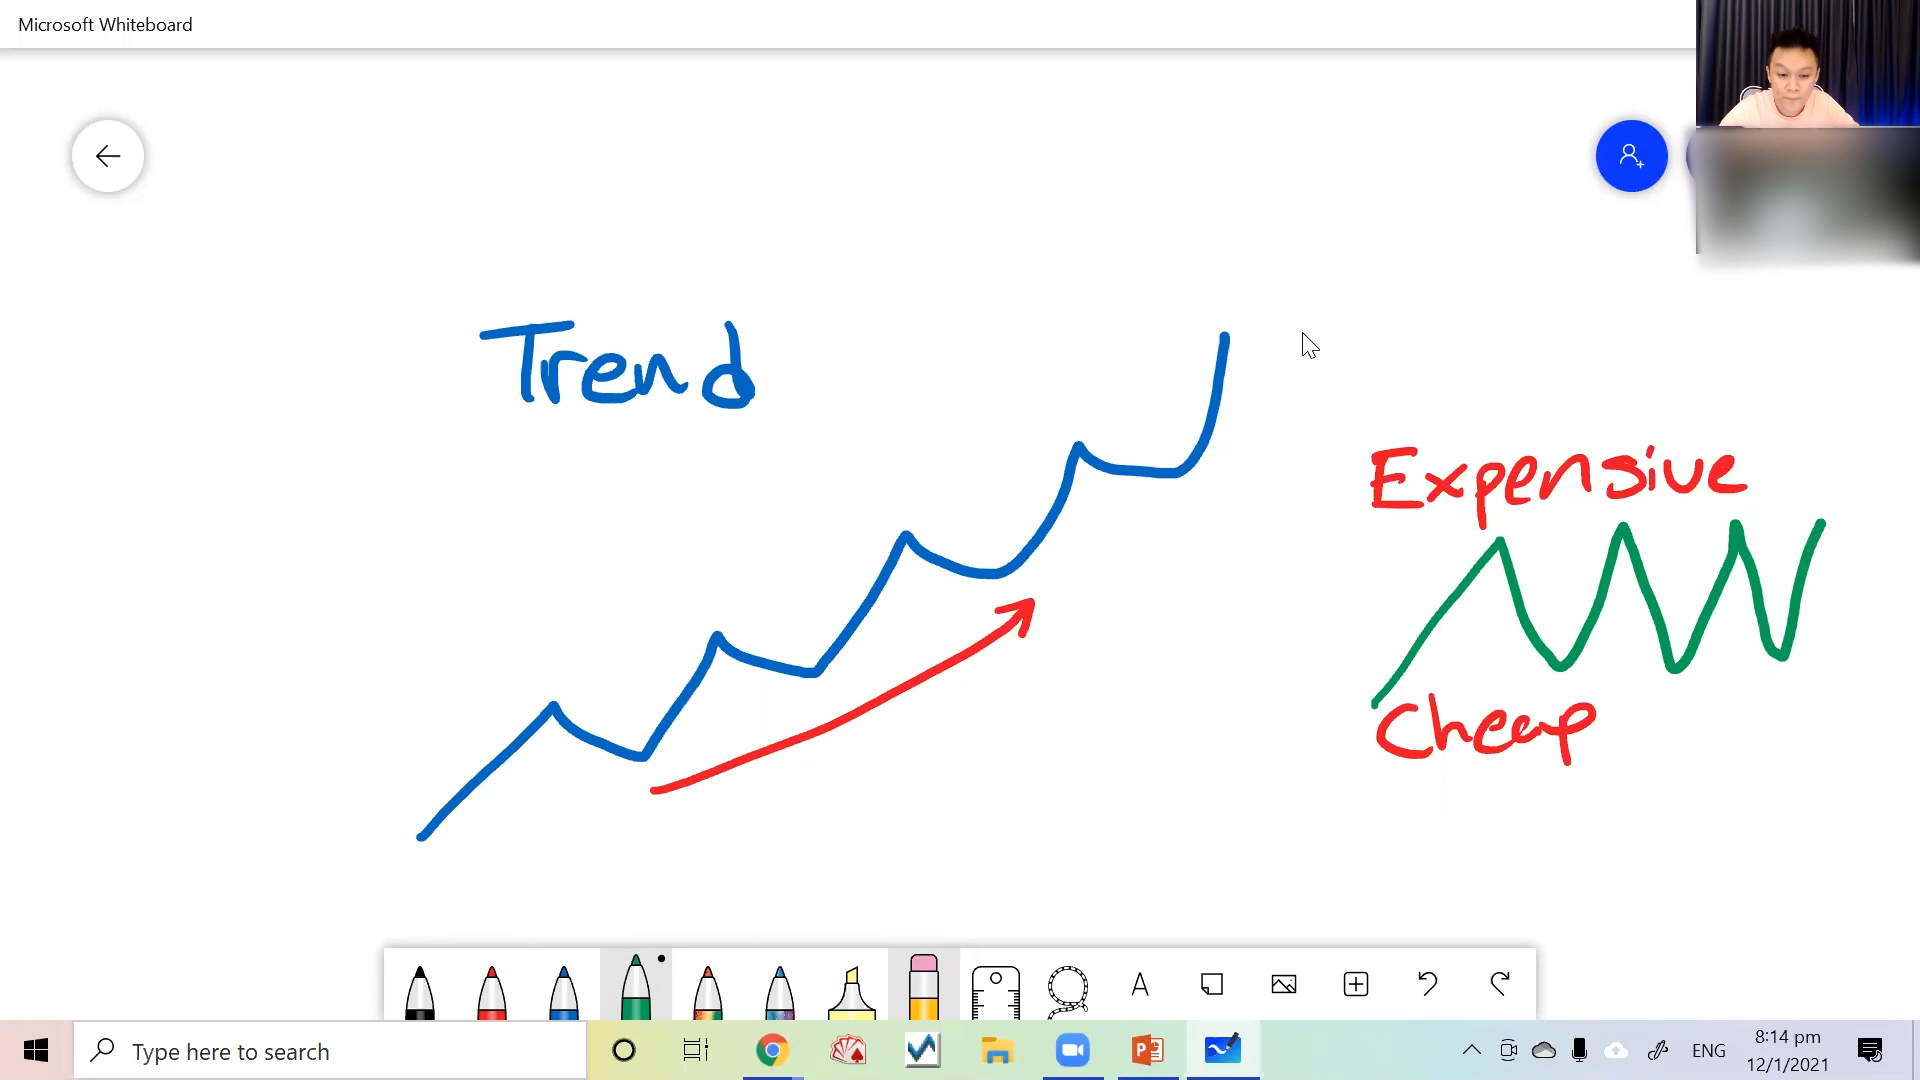 Microsoft Whiteboard
Trend
Expensive
Cheap
A
Type here to search
ENG
8:14 pm
12/1/2021